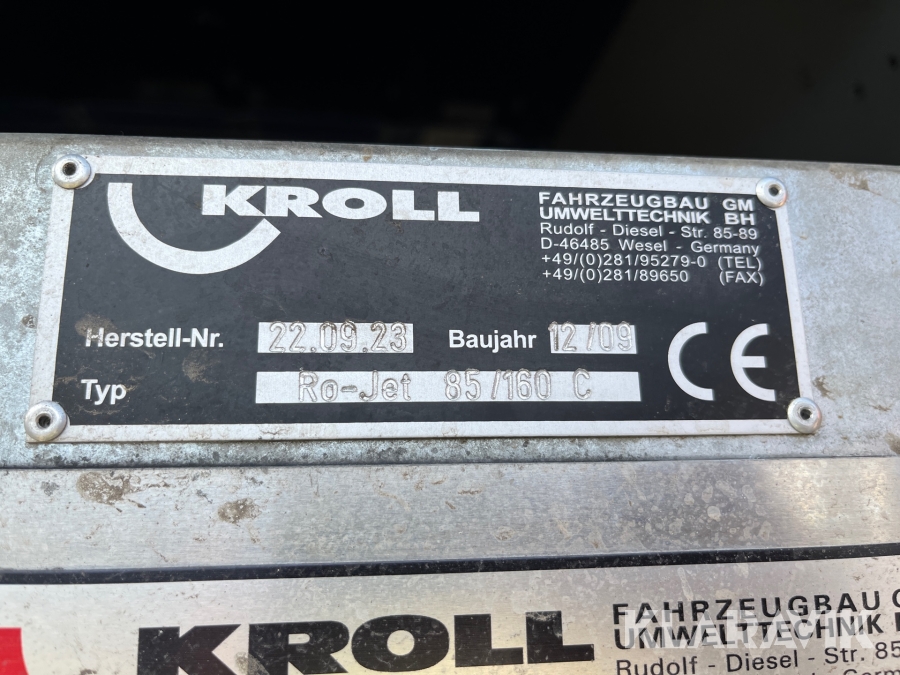 KROLL
FAHRZEUGBAU GM
UMWELTTECHNIK BH
Rudolf - Diesel - Str. 85-89
D-46485 Wesel - Germany
+49/(0)281/95279-0 (TEL)
+49/(0)281/89650 (FAX)
Herstell-Nr. 22.09.23 Baujahr 12/09
Typ Ro-Jet 85/160 C
CE
KROLL
FAHRZEUGBAU G
UMWELTTECHNIK
Rudolf - Diesel - Str. 85